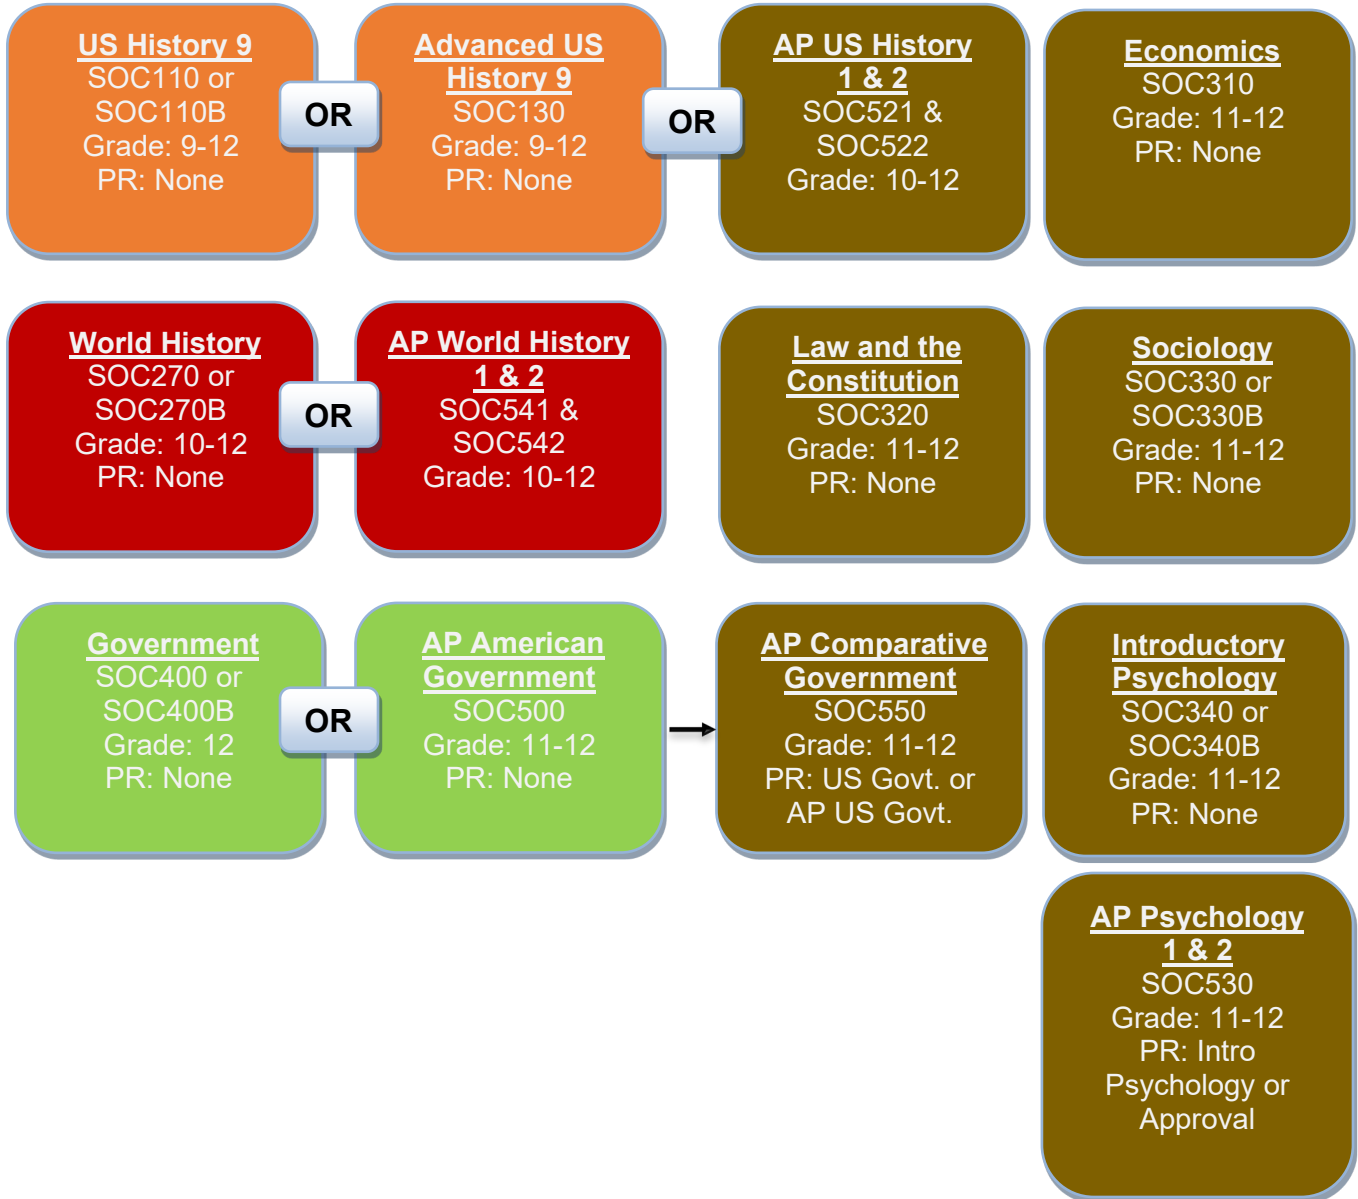 US History 9
SOC110 or
SOC110B
Grade: 9-12
PR: None
OR
Advanced US
History 9
SOC130
Grade: 9-12
PR: None
OR
AP US History
1 & 2
SOC521 &
SOC522
Grade: 10-12
Economics
SOC310
Grade: 11-12
PR: None
World History
SOC270 or
SOC270B
Grade: 10-12
PR: None
OR
AP World History
1 & 2
SOC541 &
SOC542
Grade: 10-12
Law and the
Constitution
SOC320
Grade: 11-12
PR: None
Sociology
SOC330 or
SOC330B
Grade: 11-12
PR: None
Government
SOC400 or
SOC400B
Grade: 12
PR: None
OR
AP American
Government
SOC500
Grade: 11-12
PR: None
AP Comparative
Government
SOC550
Grade: 11-12
PR: US Govt. or
AP US Govt.
Introductory
Psychology
SOC340 or
SOC340B
Grade: 11-12
PR: None
AP Psychology
1 & 2
SOC530
Grade: 11-12
PR: Intro
Psychology or
Approval